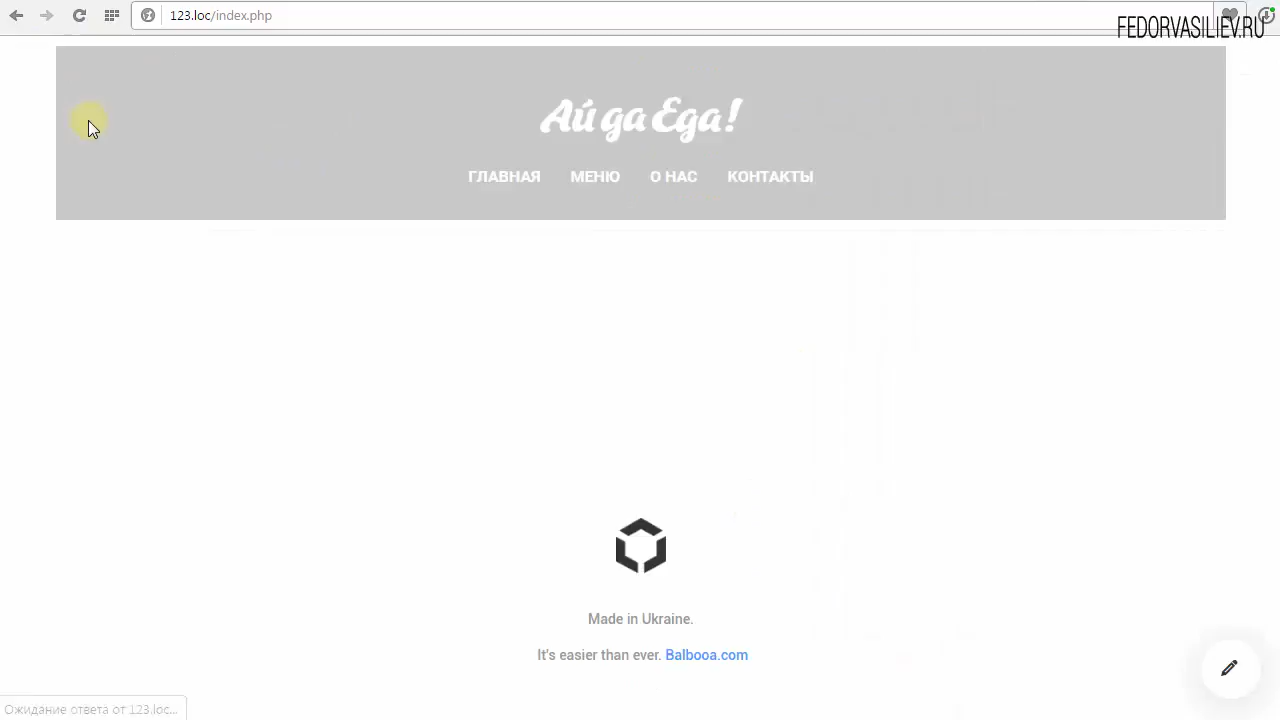 123.loc/index.php
FEDORVASILIEV.RU
Ай да Еда!
ГЛАВНАЯ МЕНЮ О НАС КОНТАКТЫ
Made in Ukraine.
It's easier than ever. Balbooa.com
Ожидание ответа от 123.loc...